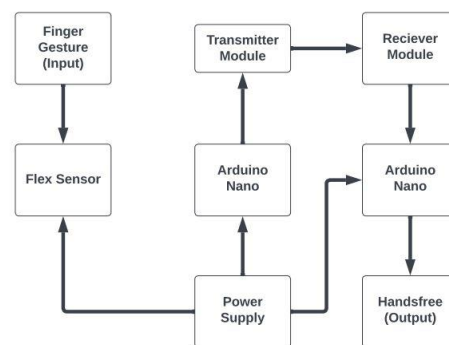 Finger
Gesture
(Input)
Transmitter
Module
Reciever
Module
Flex Sensor
Arduino
Nano
Arduino
Nano
Power
Supply
Handsfree
(Output)